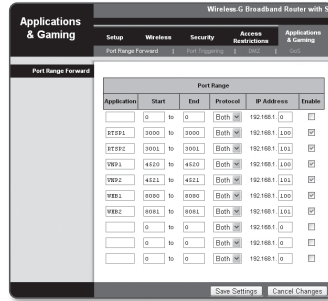 Wireless-G Broadband Router with S
Applications & Gaming
Setup Wireless Security Access Restrictions Applications & Gaming
Port Range Forward | Port Triggering | DMZ | QoS
Port Range Forward
Port Range
Application Start End Protocol IP Address Enable
0 to 0 Both 192.168.1. 0
RTSP1 3000 to 3000 Both 192.168.1. 100
RTSP2 3001 to 3001 Both 192.168.1. 101
VNP1 4520 to 4520 Both 192.168.1. 100
VNP2 4521 to 4521 Both 192.168.1. 101
WEB1 8080 to 8080 Both 192.168.1. 100
WEB2 8081 to 8081 Both 192.168.1. 101
0 to 0 Both 192.168.1. 0
0 to 0 Both 192.168.1. 0
0 to 0 Both 192.168.1. 0
Save Settings Cancel Changes